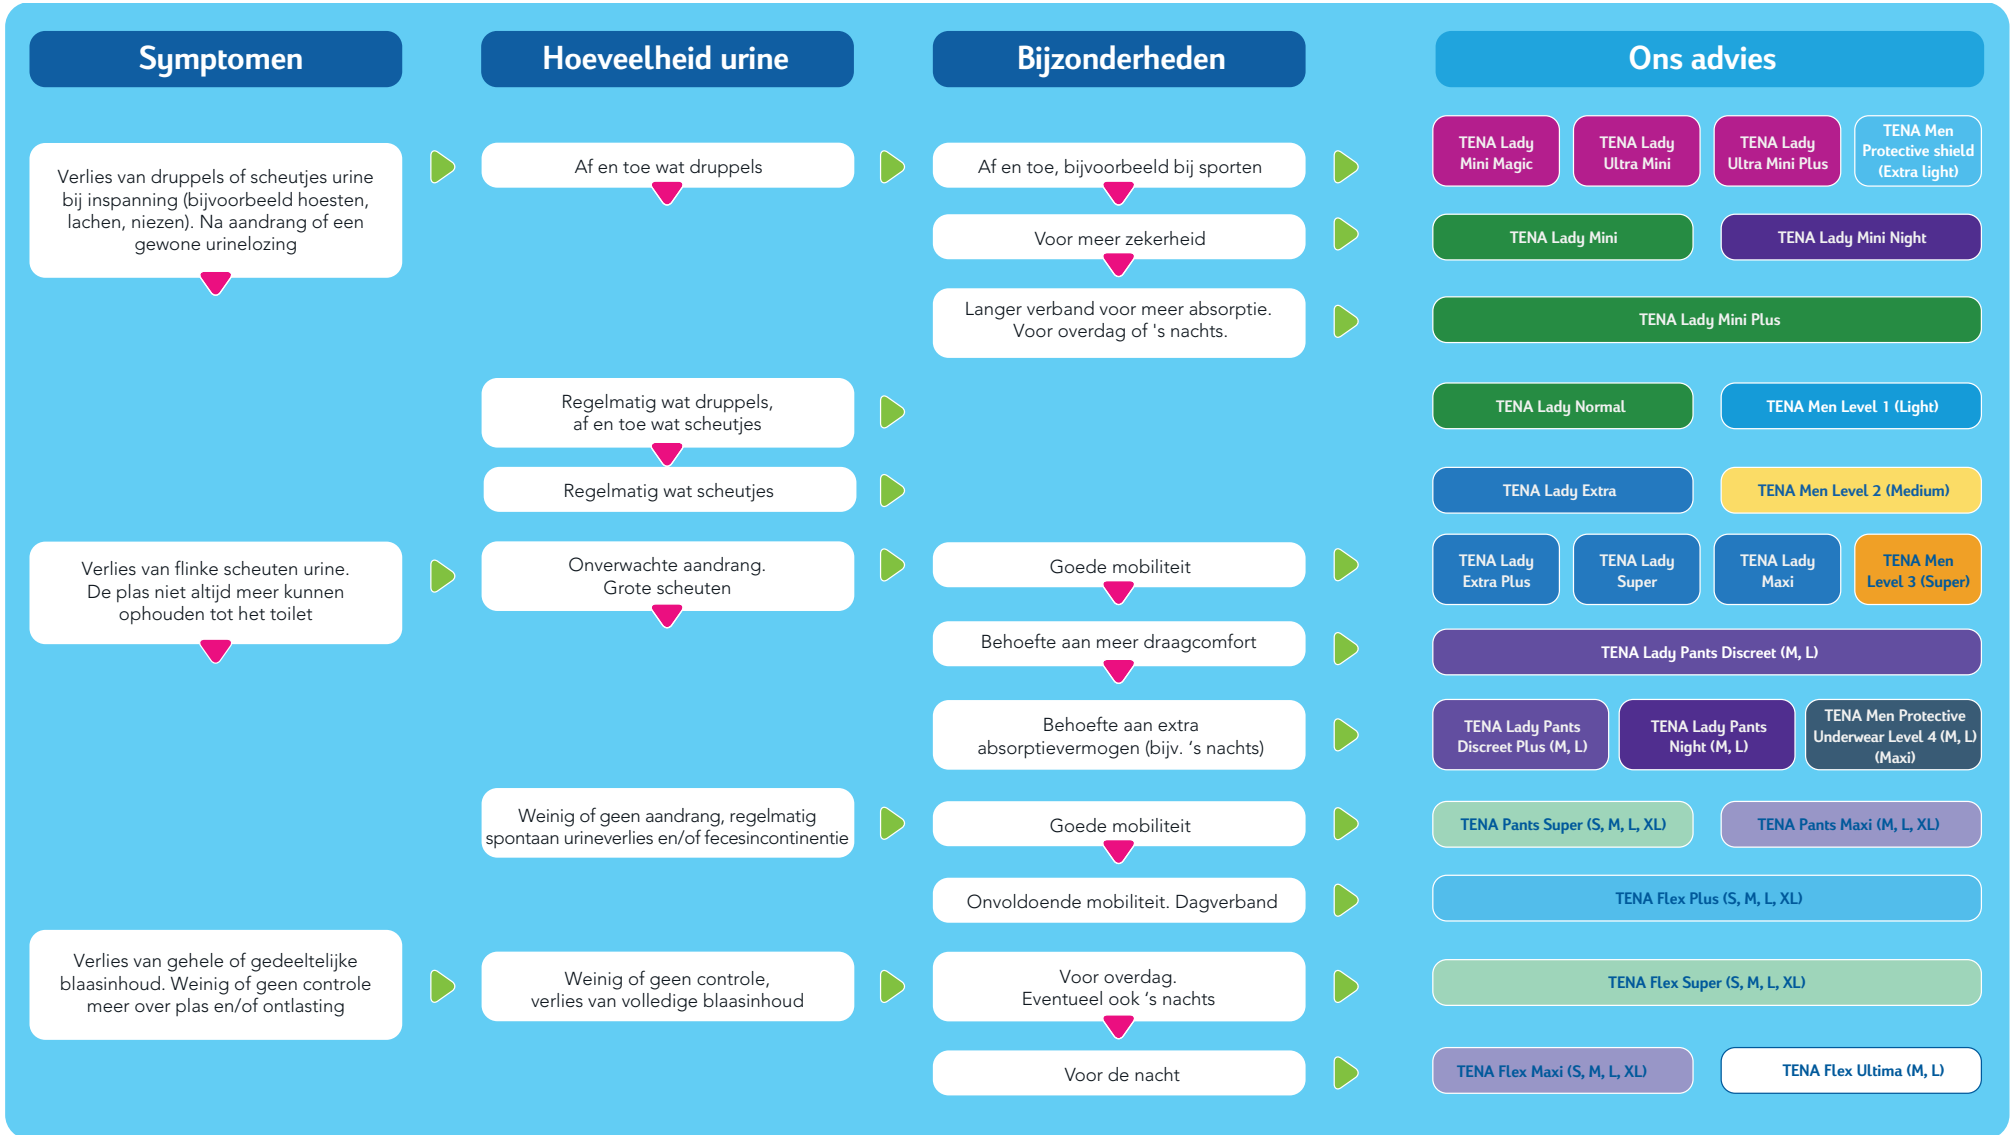 Symptomen
Hoeveelheid urine
Bijzonderheden
Ons advies
Verlies van druppels of scheutjes urine
bij inspanning (bijvoorbeeld hoesten,
lachen, niezen). Na aandrang of een
gewone urinelozing
Af en toe wat druppels
Af en toe, bijvoorbeeld bij sporten
TENA Lady
Mini Magic
TENA Lady
Ultra Mini
TENA Lady
Ultra Mini Plus
TENA Men
Protective shield
(Extra light)
Voor meer zekerheid
TENA Lady Mini
TENA Lady Mini Night
Langer verband voor meer absorptie.
Voor overdag of 's nachts.
TENA Lady Mini Plus
Regelmatig wat druppels,
af en toe wat scheutjes
TENA Lady Normal
TENA Men Level 1 (Light)
Regelmatig wat scheutjes
TENA Lady Extra
TENA Men Level 2 (Medium)
Verlies van flinke scheuten urine.
De plas niet altijd meer kunnen
ophouden tot het toilet
Onverwachte aandrang.
Grote scheuten
Goede mobiliteit
TENA Lady
Extra Plus
TENA Lady
Super
TENA Lady
Maxi
TENA Men
Level 3 (Super)
Behoefte aan meer draagcomfort
TENA Lady Pants Discreet (M, L)
Behoefte aan extra
absorptievermogen (bijv. ‘s nachts)
TENA Lady Pants
Discreet Plus (M, L)
TENA Lady Pants
Night (M, L)
TENA Men Protective
Underwear Level 4 (M, L)
(Maxi)
Weinig of geen aandrang, regelmatig
spontaan urineverlies en/of fecesincontinentie
Goede mobiliteit
TENA Pants Super (S, M, L, XL)
TENA Pants Maxi (M, L, XL)
Onvoldoende mobiliteit. Dagverband
TENA Flex Plus (S, M, L, XL)
Verlies van gehele of gedeeltelijke
blaasinhoud. Weinig of geen controle
meer over plas en/of ontlasting
Weinig of geen controle,
verlies van volledige blaasinhoud
Voor overdag.
Eventueel ook ‘s nachts
TENA Flex Super (S, M, L, XL)
Voor de nacht
TENA Flex Maxi (S, M, L, XL)
TENA Flex Ultima (M, L)